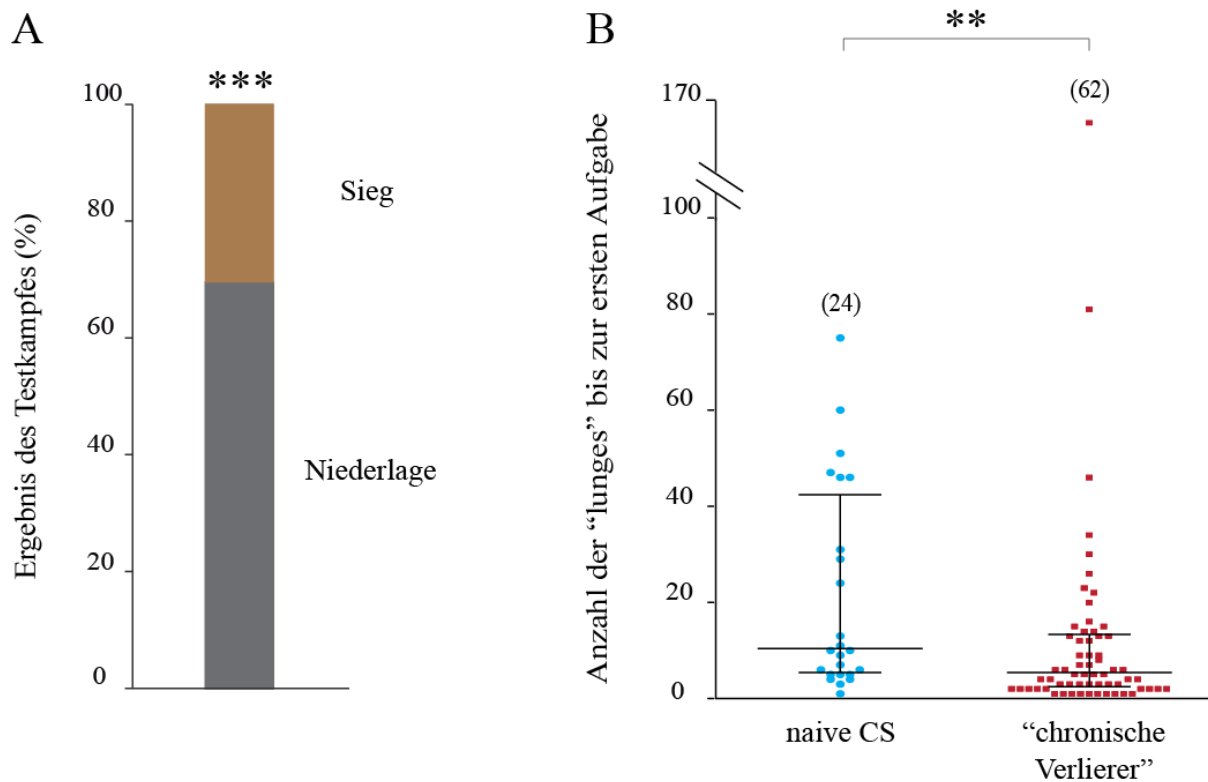 A
Ergebnis des Testkampfes (%)
100
80
60
40
20
0
***
Sieg
Niederlage
B
**
Anzahl der “lunges” bis zur ersten Aufgabe
170
100
80
60
40
20
0
(24)
(62)
naive CS
“chronische
Verlierer”